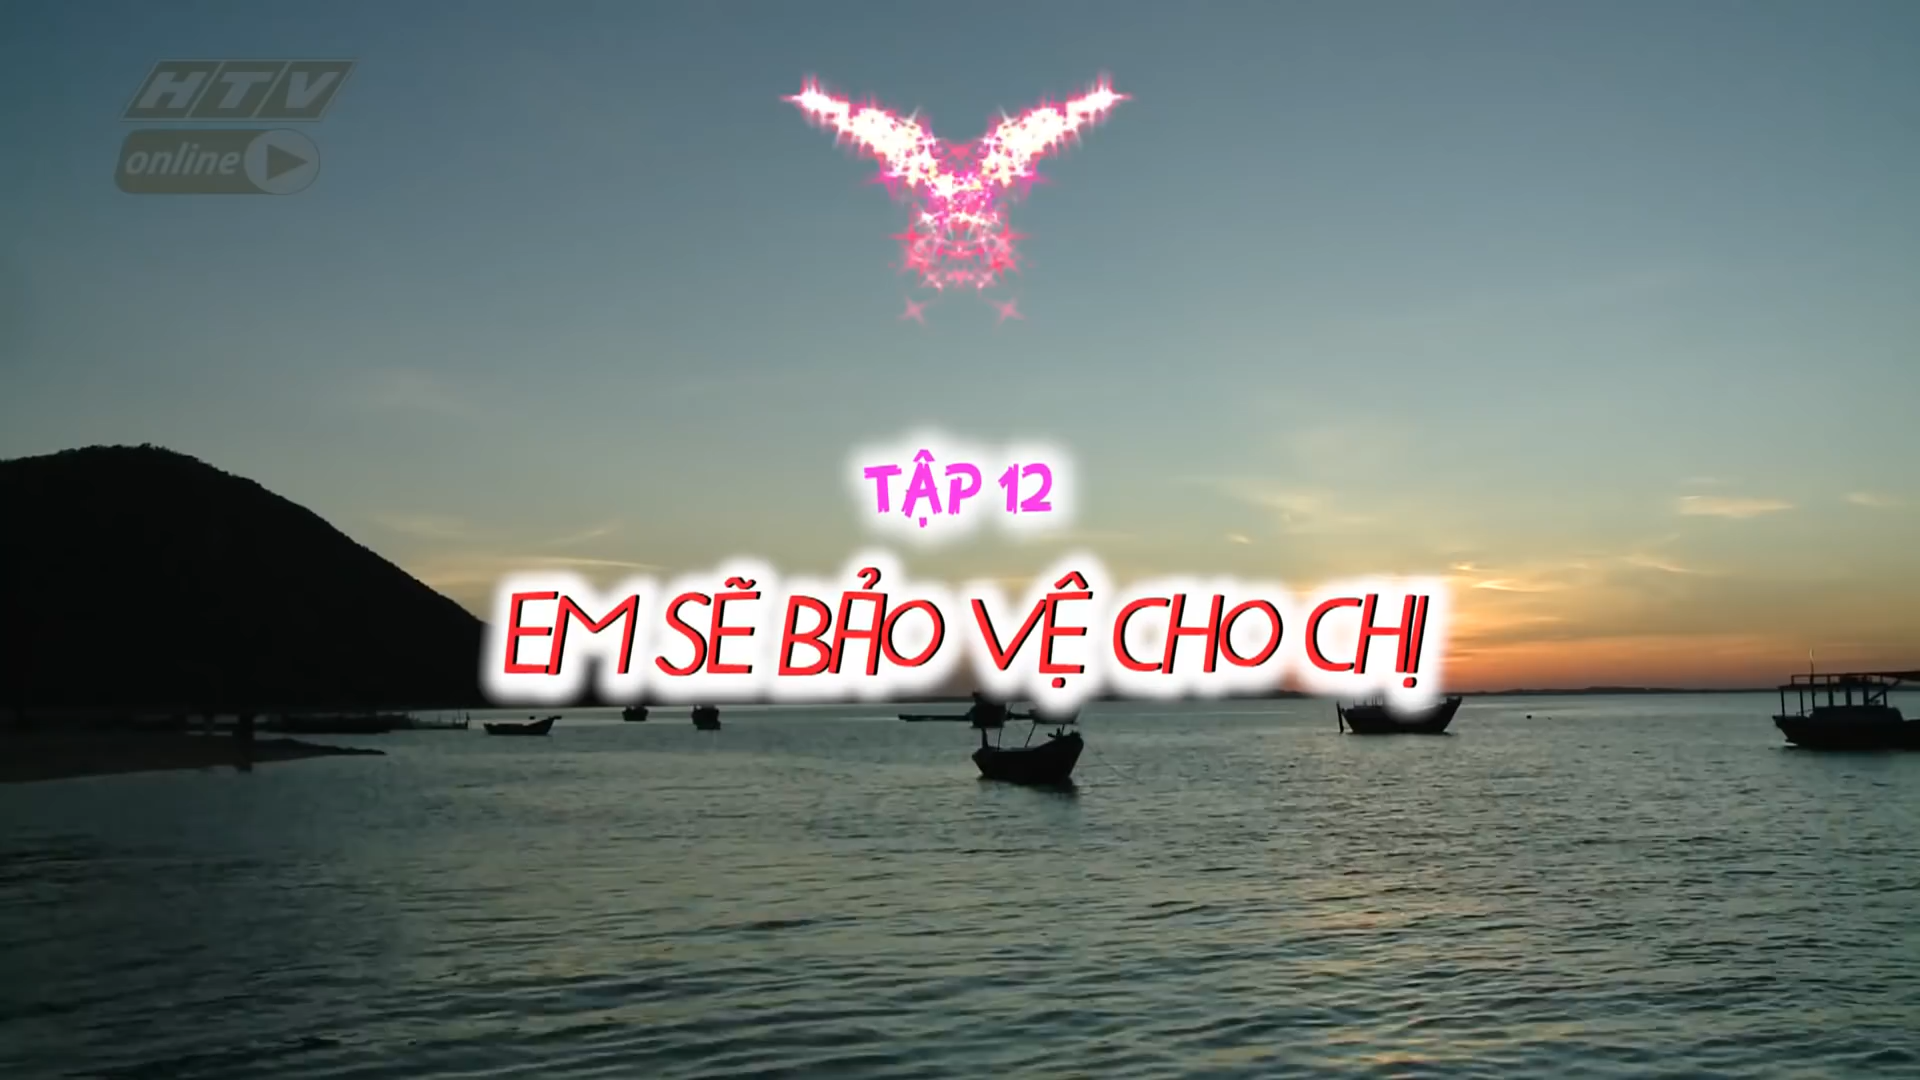 HTV
online
TẬP 12
EM SẼ BẢO VỆ CHO CHỊ